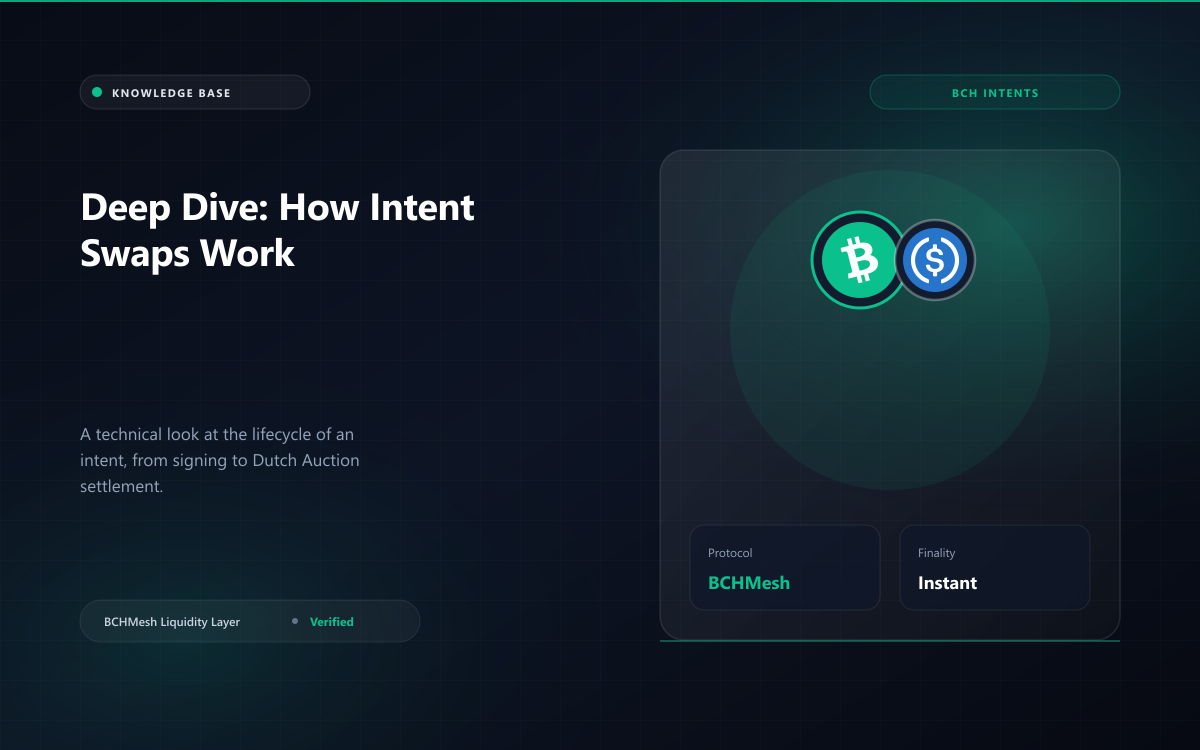 KNOWLEDGE BASE
BCH INTENTS
Deep Dive: How Intent
Swaps Work
A technical look at the lifecycle of an
intent, from signing to Dutch Auction
settlement.
Protocol
BCHMesh
Finality
Instant
BCHMesh Liquidity Layer
Verified